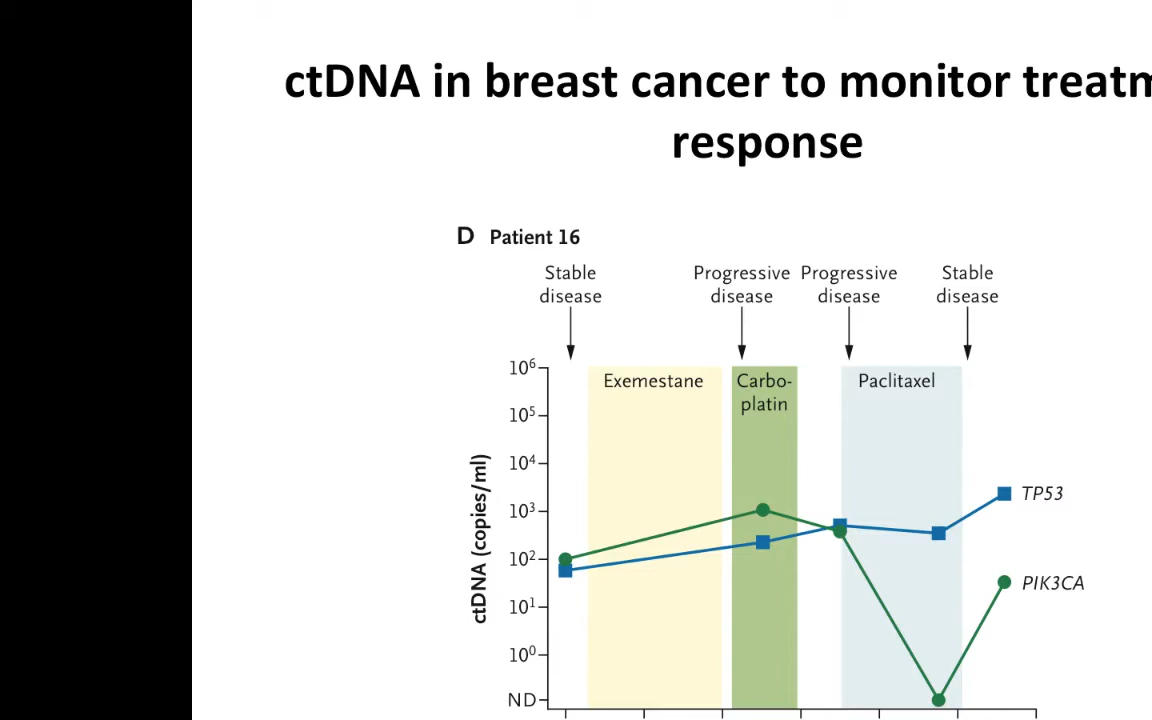 ctDNA in breast cancer to monitor treatm
response
D Patient 16
Stable
disease
Progressive
disease
Progressive
disease
Stable
disease
Exemestane
Carbo-
platin
Paclitaxel
10⁶
10⁵
10⁴
10³
10²
10¹
10⁰
ND
ctDNA (copies/ml)
TP53
PIK3CA